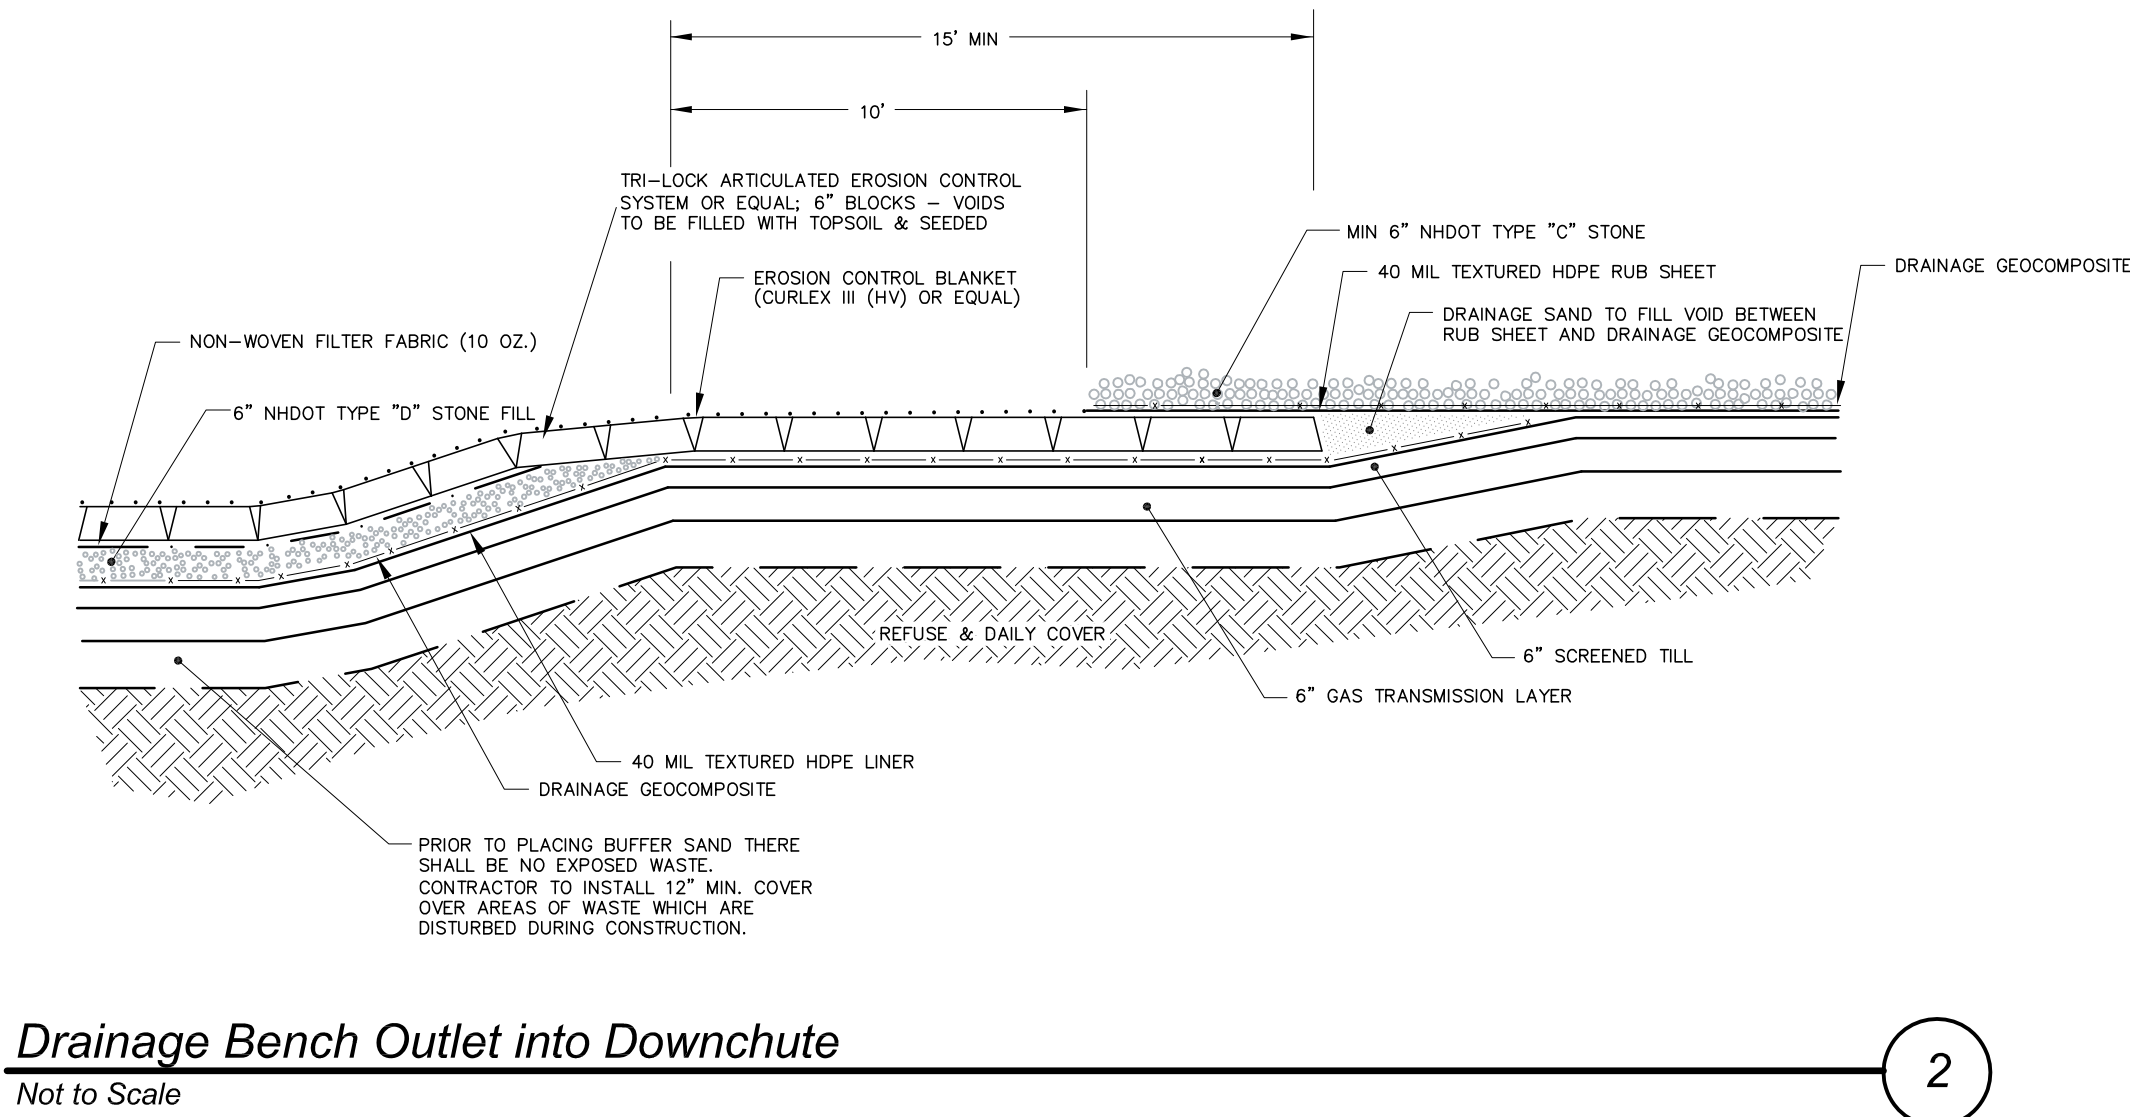 15' MIN
10'
TRI-LOCK ARTICULATED EROSION CONTROL
SYSTEM OR EQUAL; 6" BLOCKS – VOIDS
TO BE FILLED WITH TOPSOIL & SEEDED
MIN 6" NHDOT TYPE "C" STONE
40 MIL TEXTURED HDPE RUB SHEET
DRAINAGE GEOCOMPOSITE
EROSION CONTROL BLANKET
(CURLEX III (HV) OR EQUAL)
DRAINAGE SAND TO FILL VOID BETWEEN
RUB SHEET AND DRAINAGE GEOCOMPOSITE
NON-WOVEN FILTER FABRIC (10 OZ.)
6" NHDOT TYPE "D" STONE FILL
REFUSE & DAILY COVER
6" SCREENED TILL
6" GAS TRANSMISSION LAYER
40 MIL TEXTURED HDPE LINER
DRAINAGE GEOCOMPOSITE
PRIOR TO PLACING BUFFER SAND THERE
SHALL BE NO EXPOSED WASTE.
CONTRACTOR TO INSTALL 12" MIN. COVER
OVER AREAS OF WASTE WHICH ARE
DISTURBED DURING CONSTRUCTION.
Drainage Bench Outlet into Downchute
2
Not to Scale